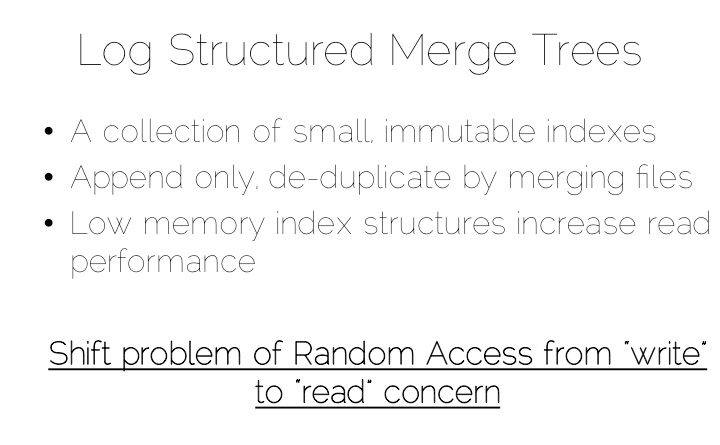 Log Structured Merge Trees
• A collection of small, immutable indexes
• Append only, de-duplicate by merging files
• Low memory index structures increase read
performance
Shift problem of Random Access from "write"
to "read" concern